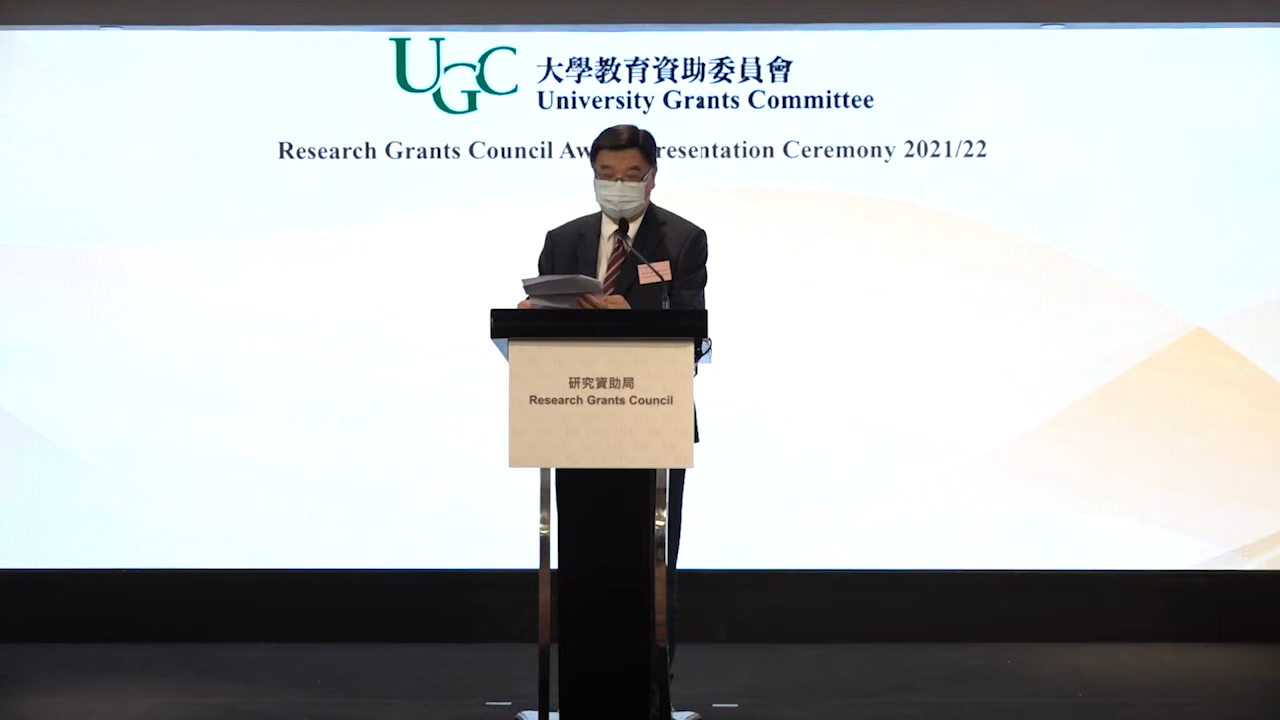 UGC
大學教育資助委員會
University Grants Committee
Research Grants Council Aw resentation Ceremony 2021/22
研究資助局
Research Grants Council